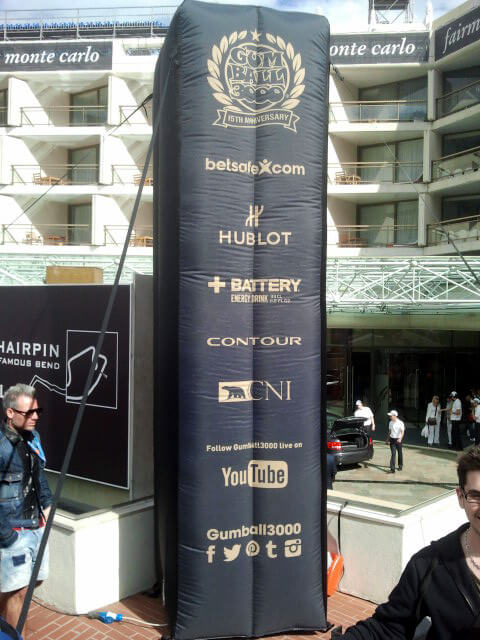 monte carlo
monte carlo
fairm
GUM
BALL
3000
15TH ANNIVERSARY
betsafe.com
HUBLOT
BATTERY
ENERGY DRINK
CONTOUR
CNI
Follow Gumball3000 live on
YouTube
Gumball3000
HAIRPIN
FAMOUS BEND